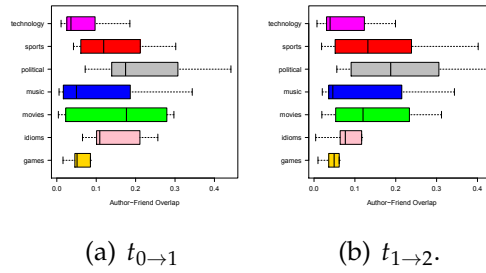 technology
sports
political
music
movies
idioms
games
0.0 0.1 0.2 0.3 0.4
Author-Friend Overlap
(a) t0→1
technology
sports
political
music
movies
idioms
games
0.0 0.1 0.2 0.3 0.4
Author-Friend Overlap
(b) t1→2.